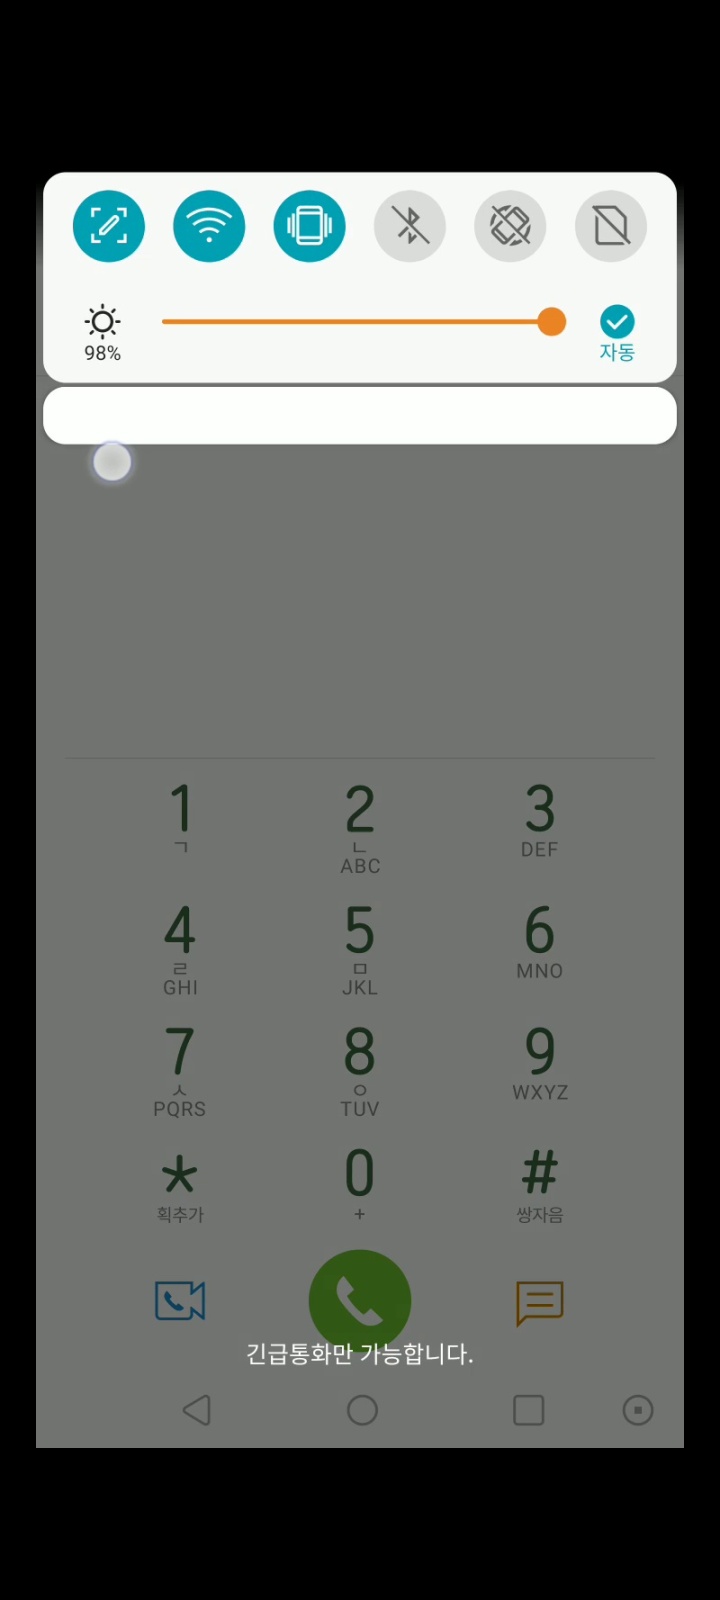 98%
자동
1 2 3
ㄱ ㄴ DEF
ABC
4 5 6
ㄹ ㅁ MNO
GHI JKL
7 8 9
ㅅ ㅇ WXYZ
PQRS TUV
* 0 #
획추가 + 쌍자음
긴급통화만 가능합니다.